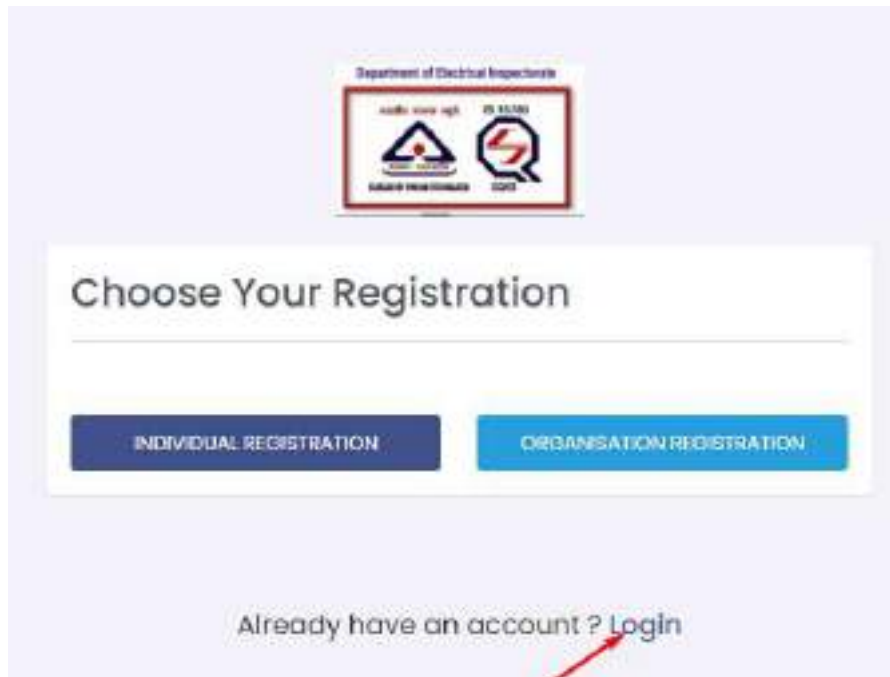 Department of Electrical Inspectorate
Choose Your Registration
INDIVIDUAL REGISTRATION
ORGANISATION REGISTRATION
Already have an account ? Login